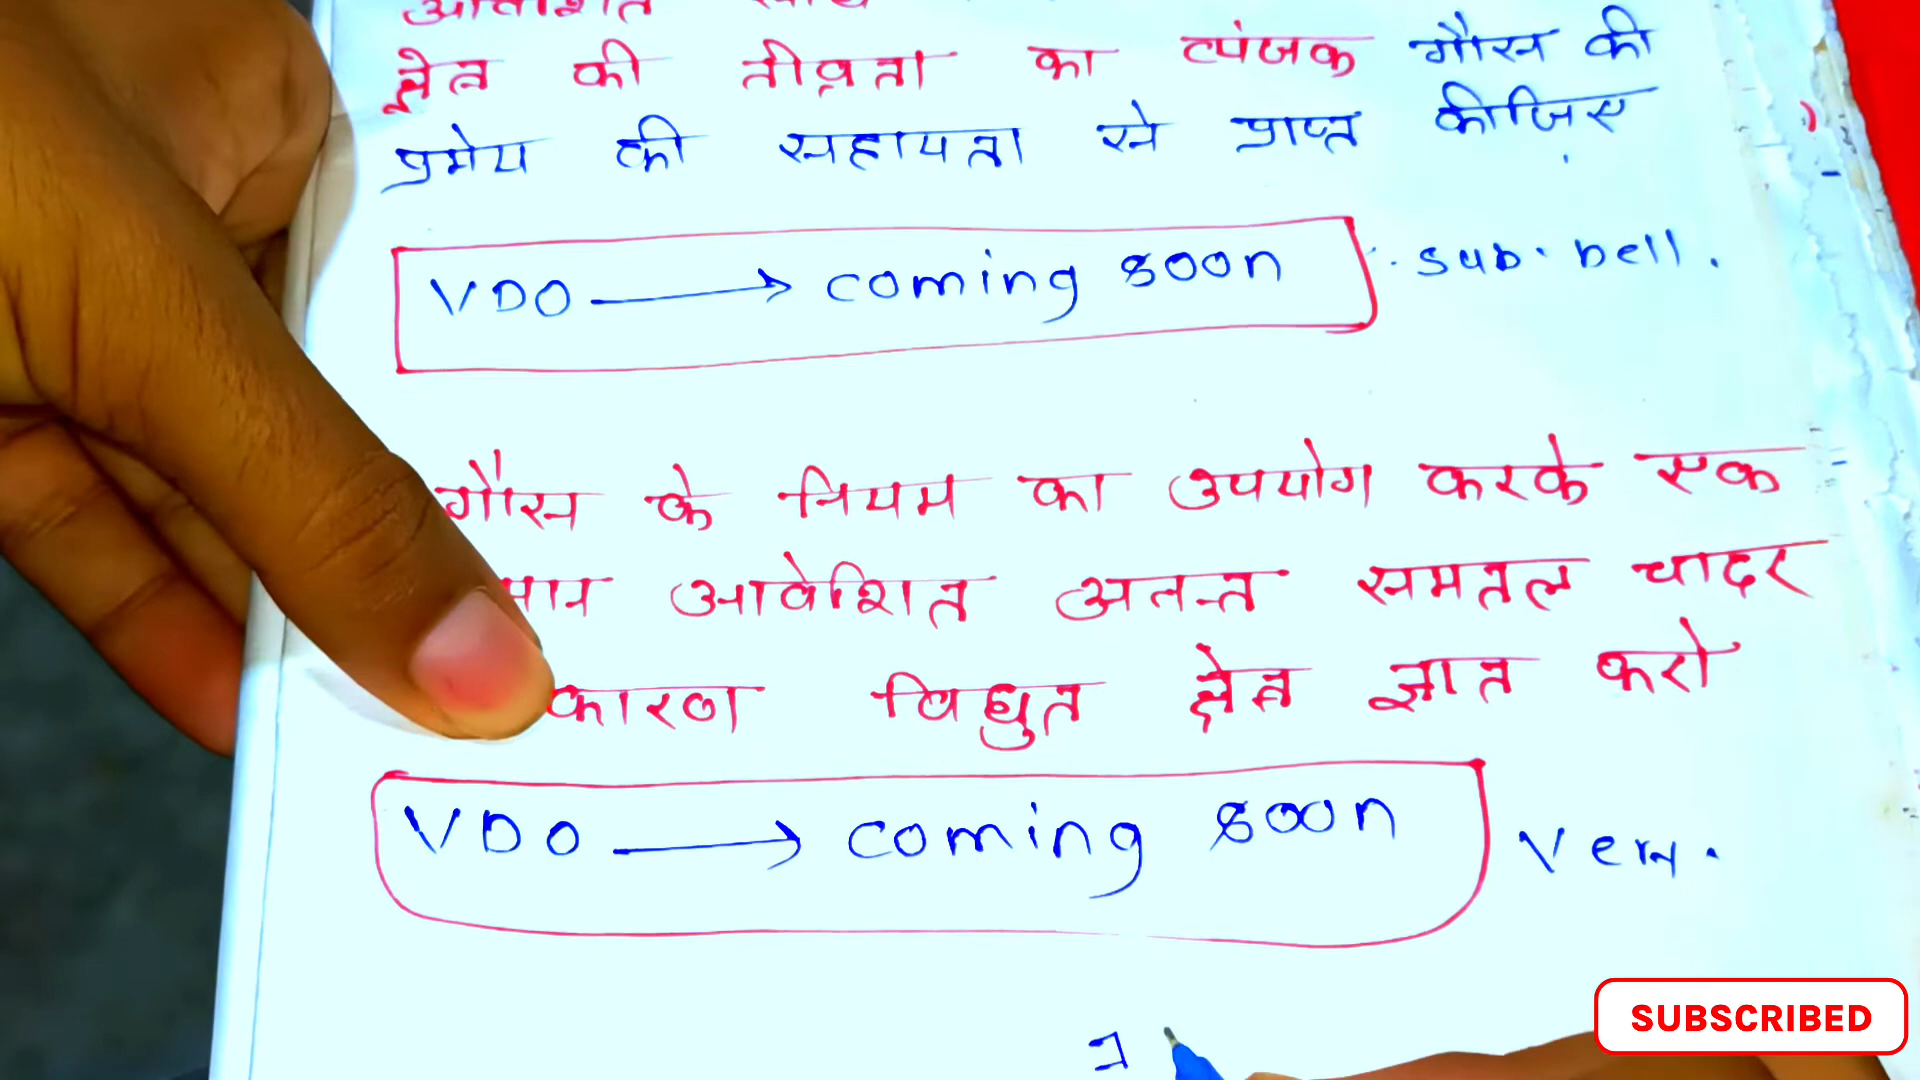 क्षेत्र की तीव्रता का व्यंजक गौस की
प्रमेय की सहायता से प्राप्त कीजिए
VDO → coming soon . sub. bell.
गौस के नियम का उपयोग करके एक
मान आवेशित अनन्त समतल चादर
कारण विद्युत क्षेत्र ज्ञात करो
VDO → coming soon
SUBSCRIBED